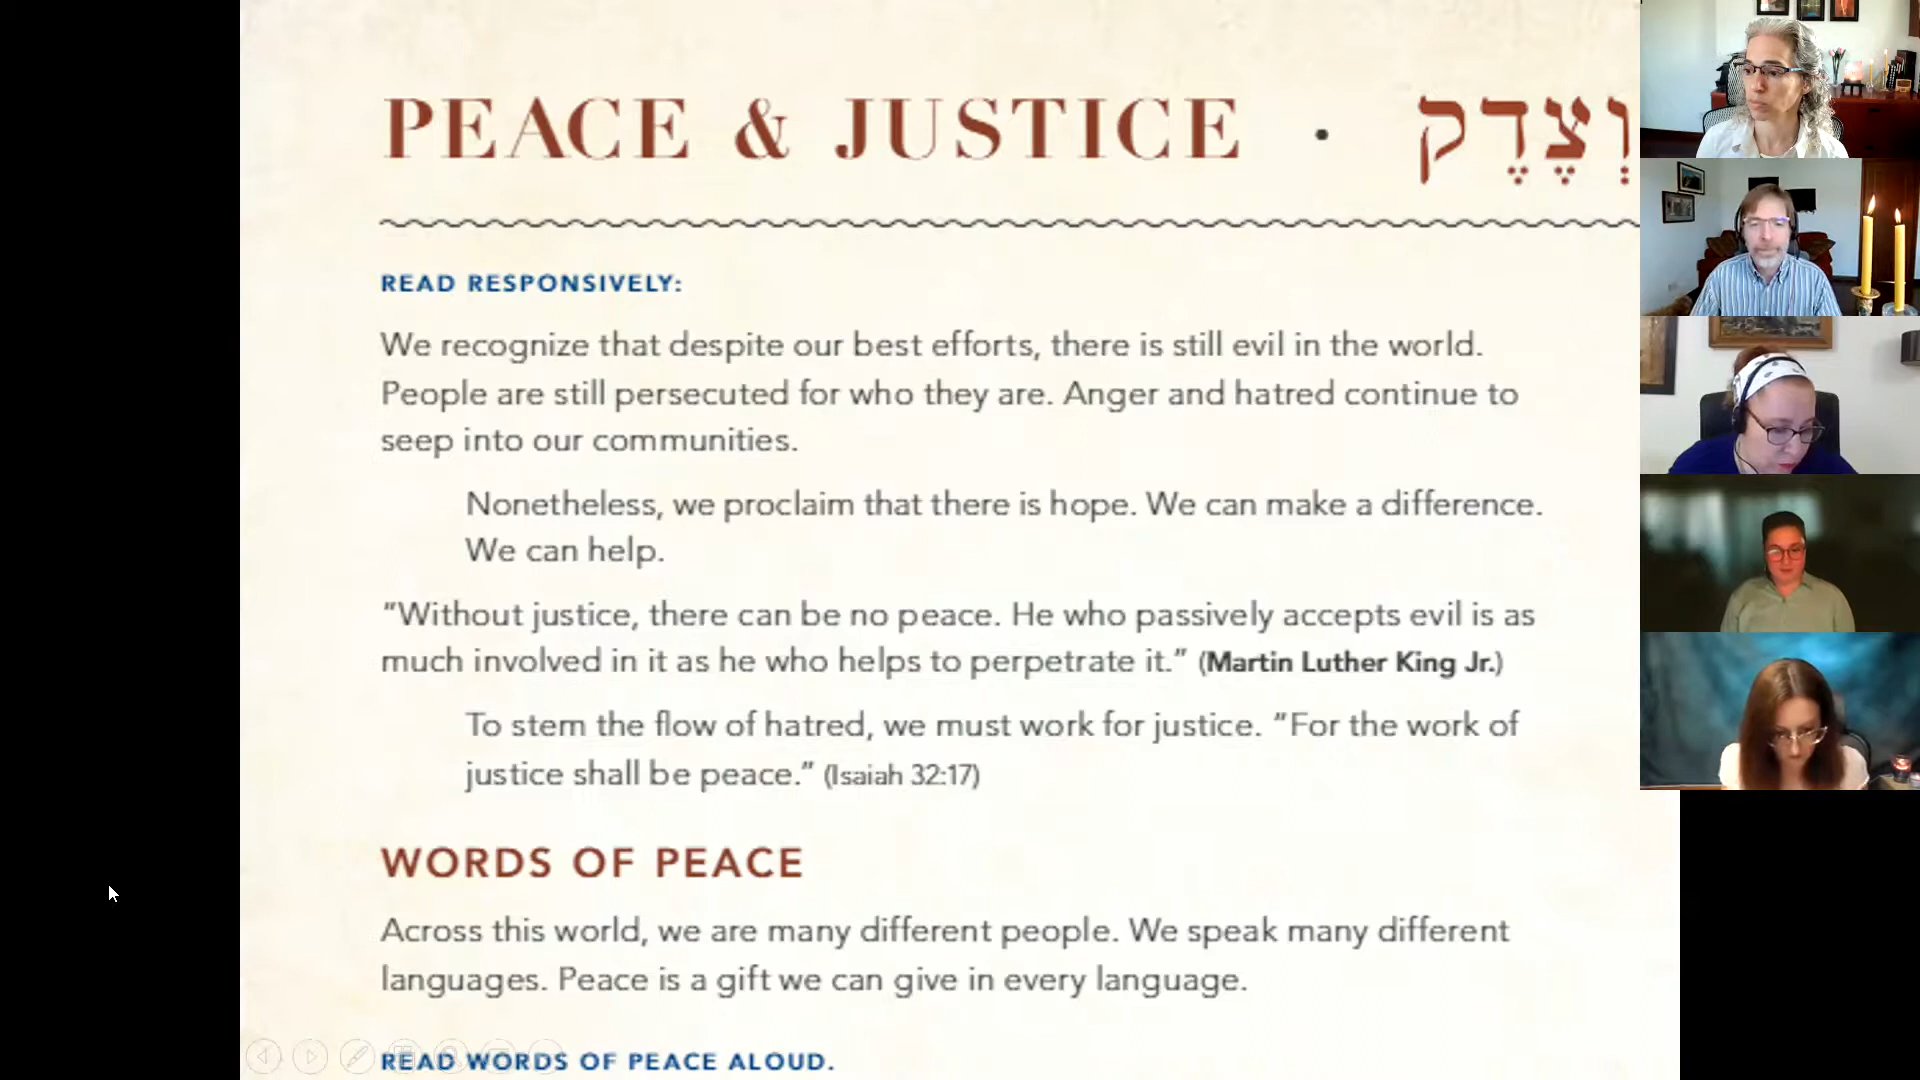 PEACE & JUSTICE · וְצֶדֶק
READ RESPONSIVELY:
We recognize that despite our best efforts, there is still evil in the world.
People are still persecuted for who they are. Anger and hatred continue to
seep into our communities.
Nonetheless, we proclaim that there is hope. We can make a difference.
We can help.
"Without justice, there can be no peace. He who passively accepts evil is as
much involved in it as he who helps to perpetrate it." (Martin Luther King Jr.)
To stem the flow of hatred, we must work for justice. "For the work of
justice shall be peace." (Isaiah 32:17)
WORDS OF PEACE
Across this world, we are many different people. We speak many different
languages. Peace is a gift we can give in every language.
READ WORDS OF PEACE ALOUD.